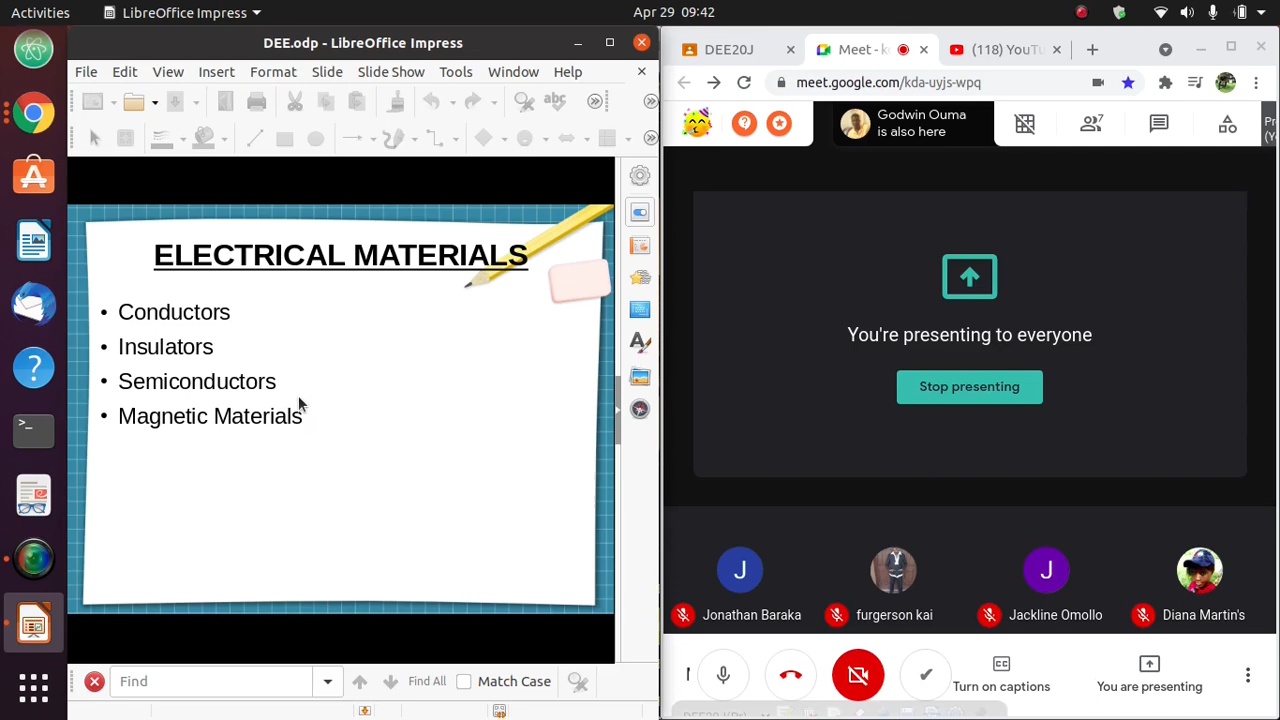 Activities
LibreOffice Impress
Apr 29 09:42
DEE.odp - LibreOffice Impress
File Edit View Insert Format Slide Slide Show Tools Window Help
abc
ELECTRICAL MATERIALS
• Conductors
• Insulators
• Semiconductors
• Magnetic Materials
Find
Find All
Match Case
DEE20J
Meet - k
(118) YouTu
meet.google.com/kda-uyjs-wpq
Godwin Ouma
is also here
7
You're presenting to everyone
Stop presenting
J
J
Jonathan Baraka
furgerson kai
Jackline Omollo
Diana Martin's
Turn on captions
You are presenting